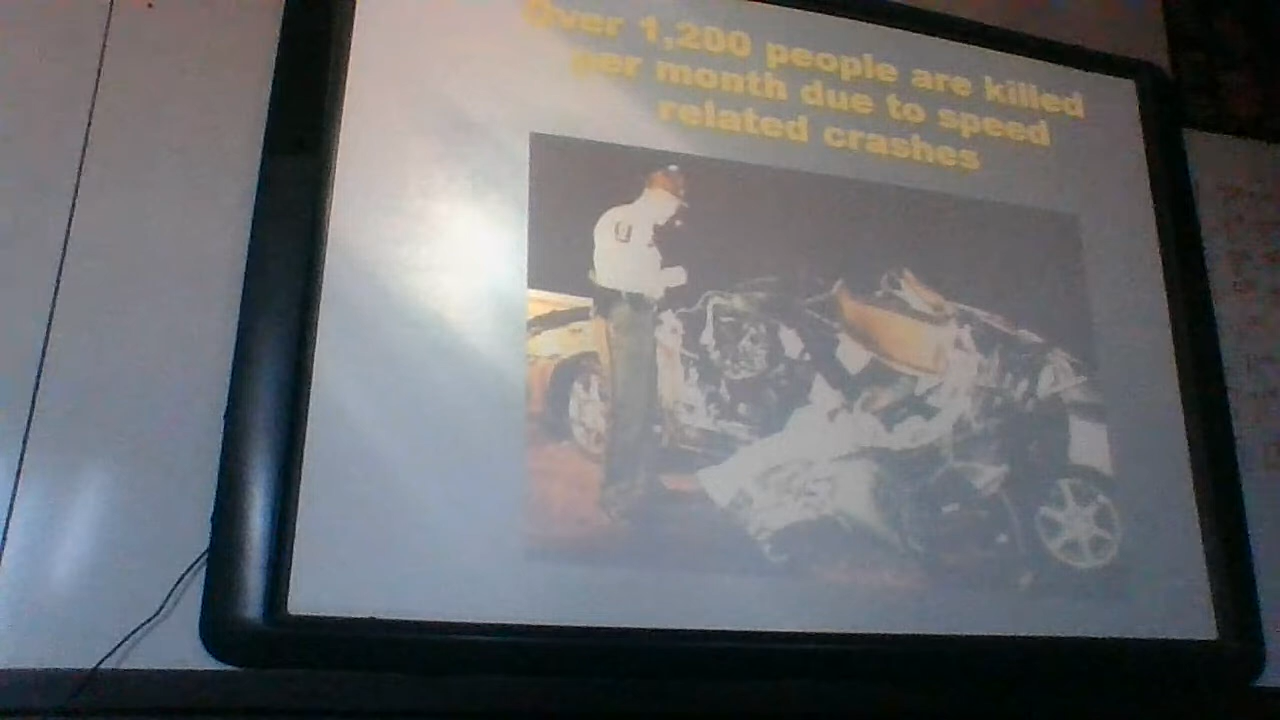 Over 1,200 people are killed
per month due to speed
related crashes